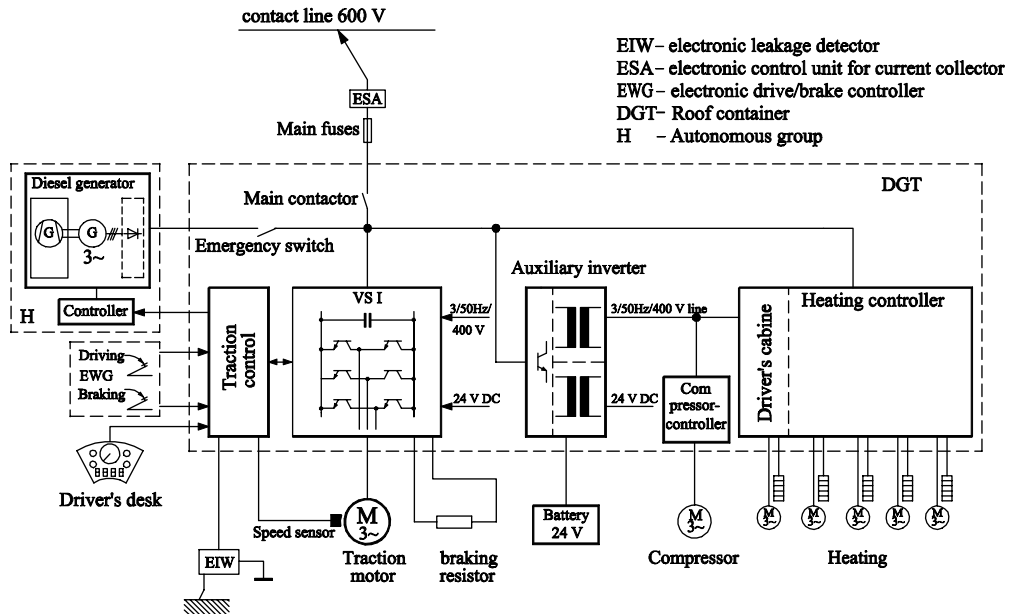 contact line 600 V
EIW – electronic leakage detector
ESA – electronic control unit for current collector
EWG – electronic drive/brake controller
DGT – Roof container
H – Autonomous group
ESA
Main fuses
Diesel generator
G
G
3~
Controller
H
DGT
Main contactor
Emergency switch
Auxiliary inverter
VS I
3/50Hz/
400 V
24 V DC
3/50Hz/400 V line
24 V DC
Traction
control
Driver's cabine
Heating controller
Com
pressor-
controller
Driving
EWG
Braking
Driver's desk
Speed sensor
M
3~
Traction
motor
braking
resistor
Battery
24 V
M
3~
Compressor
M
3~
M
3~
M
3~
M
3~
M
3~
Heating
EIW